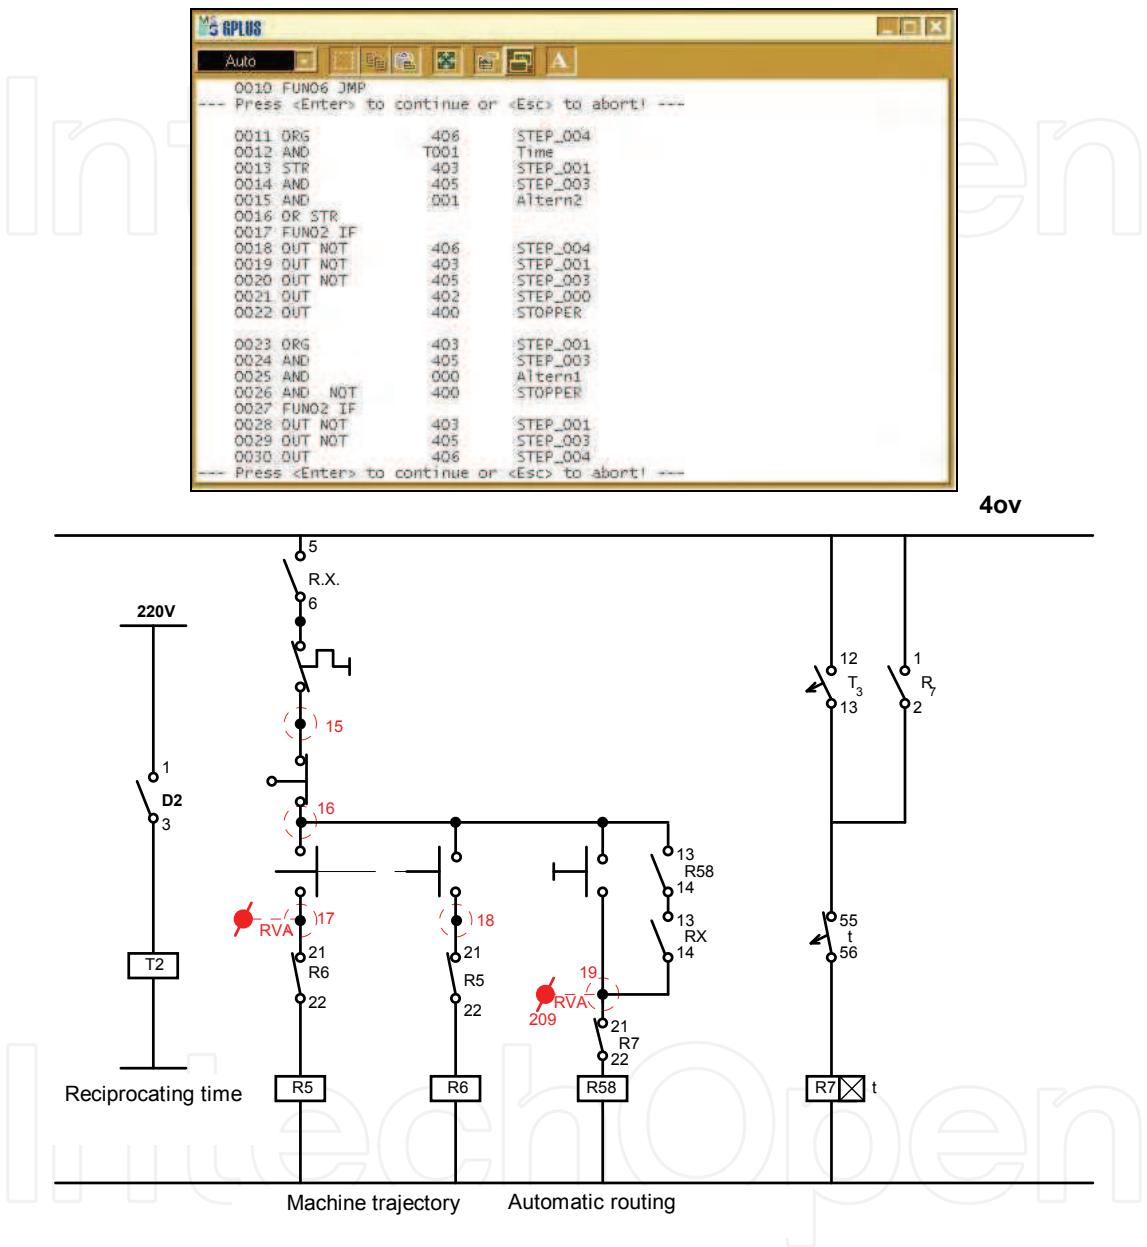 MS GPLUS
Auto
A
0010 FUN06 JMP
--- Press <Enter> to continue or <Esc> to abort! ---
0011 ORG 406 STEP_004
0012 AND T001 Time
0013 STR 403 STEP_001
0014 AND 405 STEP_003
0015 AND 001 Altern2
0016 OR STR
0017 FUN02 IF
0018 OUT NOT 406 STEP_004
0019 OUT NOT 403 STEP_001
0020 OUT NOT 405 STEP_003
0021 OUT 402 STEP_000
0022 OUT 400 STOPPER
0023 ORG 403 STEP_001
0024 AND 405 STEP_003
0025 AND 000 Altern1
0026 AND NOT 400 STOPPER
0027 FUN02 IF
0028 OUT NOT 403 STEP_001
0029 OUT NOT 405 STEP_003
0030 OUT 406 STEP_004
--- Press <Enter> to continue or <Esc> to abort! ---
4ov
5
R.X.
6
220V
12
T3
13
1
R7
2
15
1
D2
3
16
13
R58
14
17
RVA
18
13
RX
14
55
t
56
21
R6
22
21
R5
22
T2
19
RVA
209
21
R7
22
Reciprocating time
R5
R6
R58
R7
t
Machine trajectory
Automatic routing
IntechOpen
IntechOpen